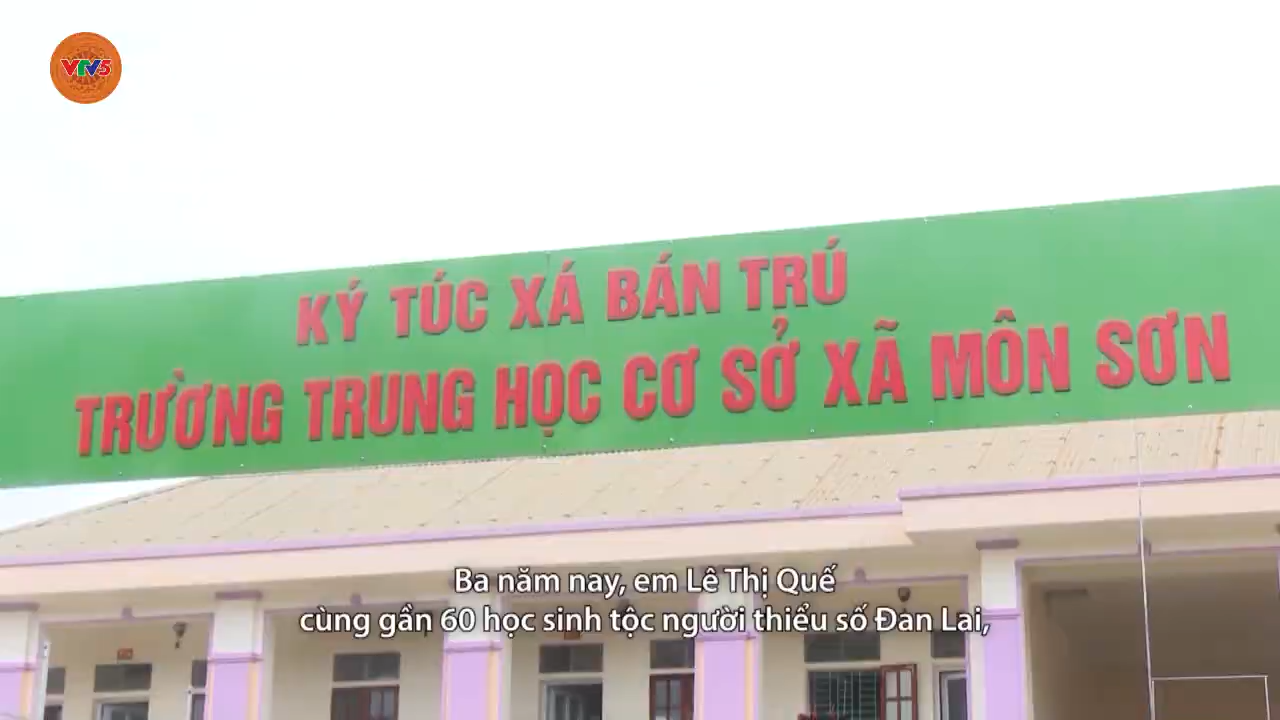 VTV5
KÝ TÚC XÁ BÁN TRÚ
TRƯỜNG TRUNG HỌC CƠ SỞ XÃ MÔN SƠN
Ba năm nay, em Lê Thị Quế
cùng gần 60 học sinh tộc người thiểu số Đan Lai,